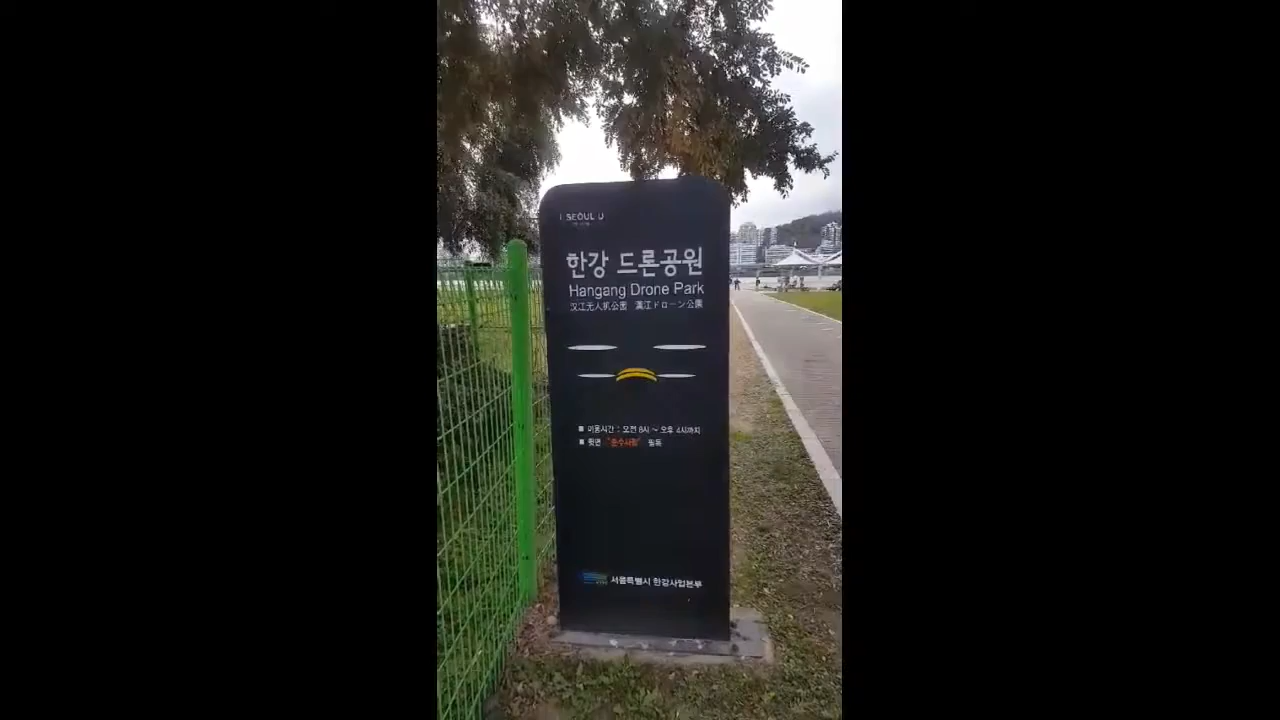 I SEOUL U
한강 드론공원
Hangang Drone Park
汉江无人机公园 漢江ドローン公園
■ 이용시간 : 오전 8시 ~ 오후 4시까지
■ 뒷면 "준수사항" 필독
서울특별시 한강사업본부